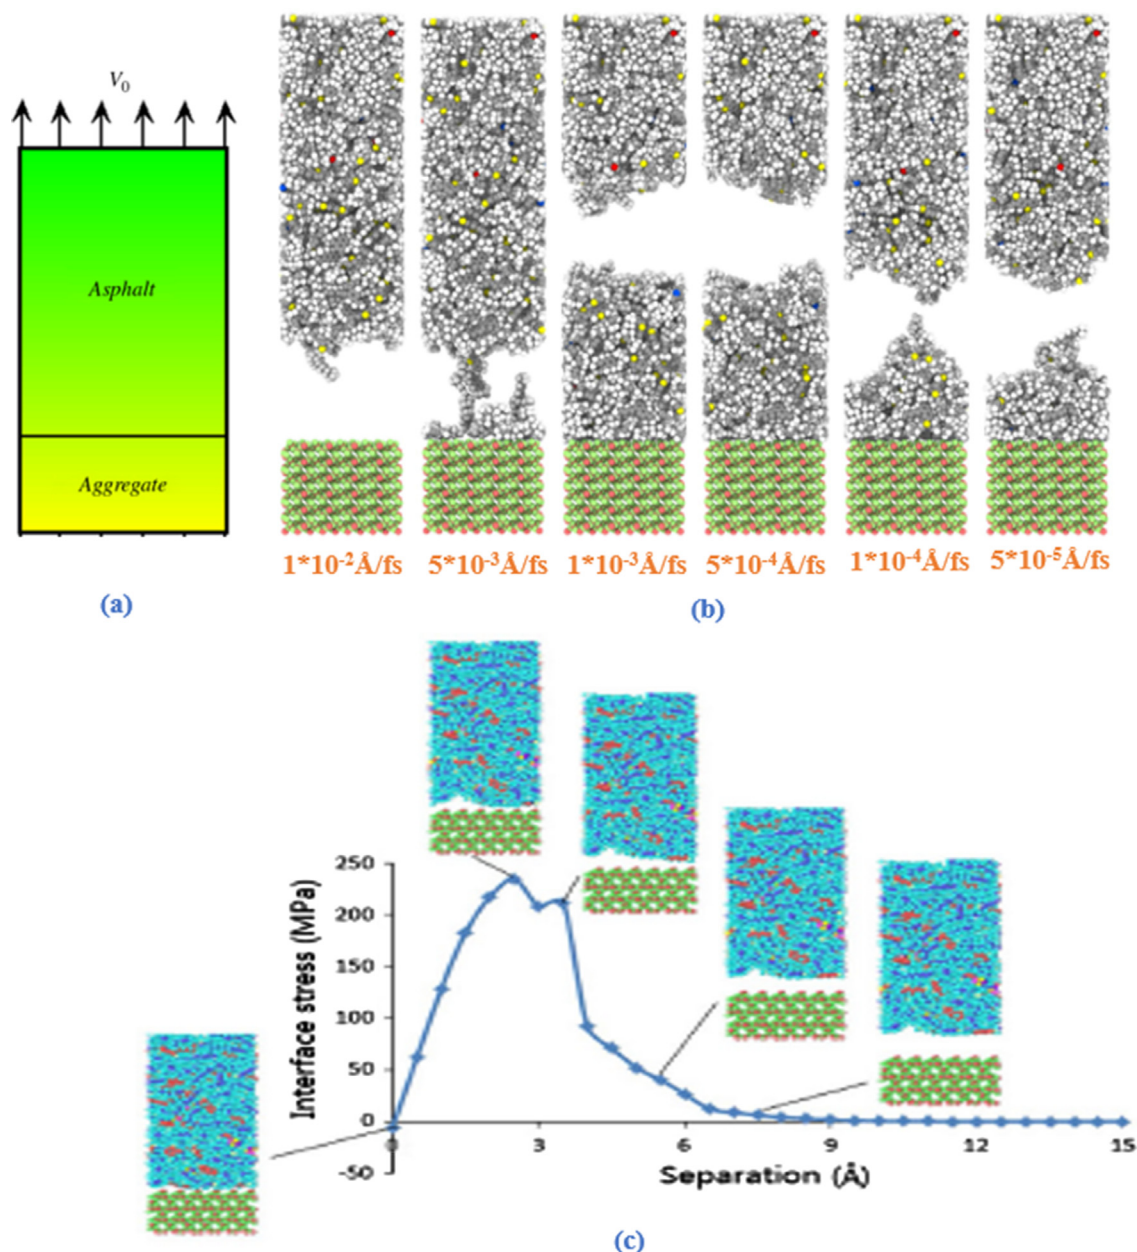 V₀
Asphalt
Aggregate
(a)
1*10⁻²Å/fs 5*10⁻³Å/fs 1*10⁻³Å/fs 5*10⁻⁴Å/fs 1*10⁻⁴Å/fs 5*10⁻⁵Å/fs
(b)
Interface stress (MPa)
250
200
150
100
50
0
-50
0 3 6 9 12 15
Separation (Å)
(c)